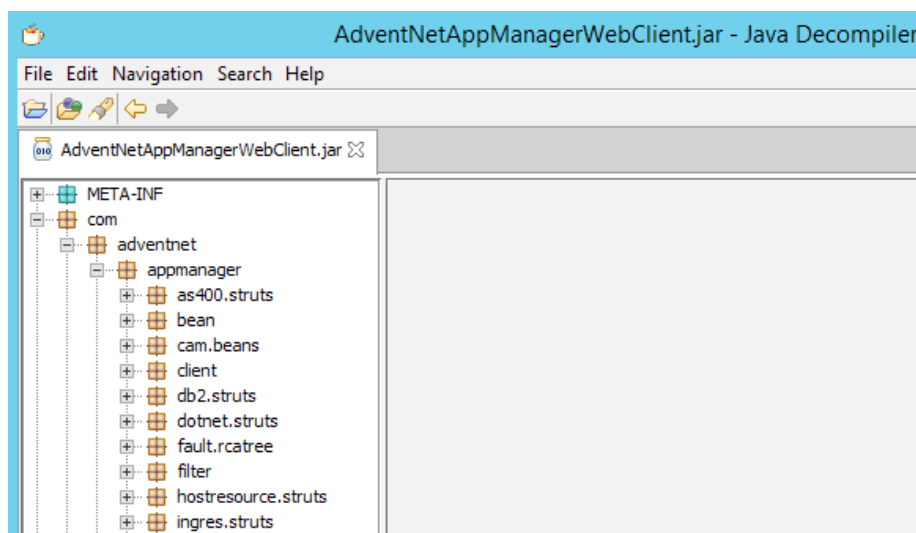 AdventNetAppManagerWebClient.jar - Java Decompiler
File Edit Navigation Search Help
010 AdventNetAppManagerWebClient.jar
META-INF
com
adventnet
appmanager
as400.struts
bean
cam.beans
client
db2.struts
dotnet.struts
fault.rcatree
filter
hostresource.struts
ingres.struts